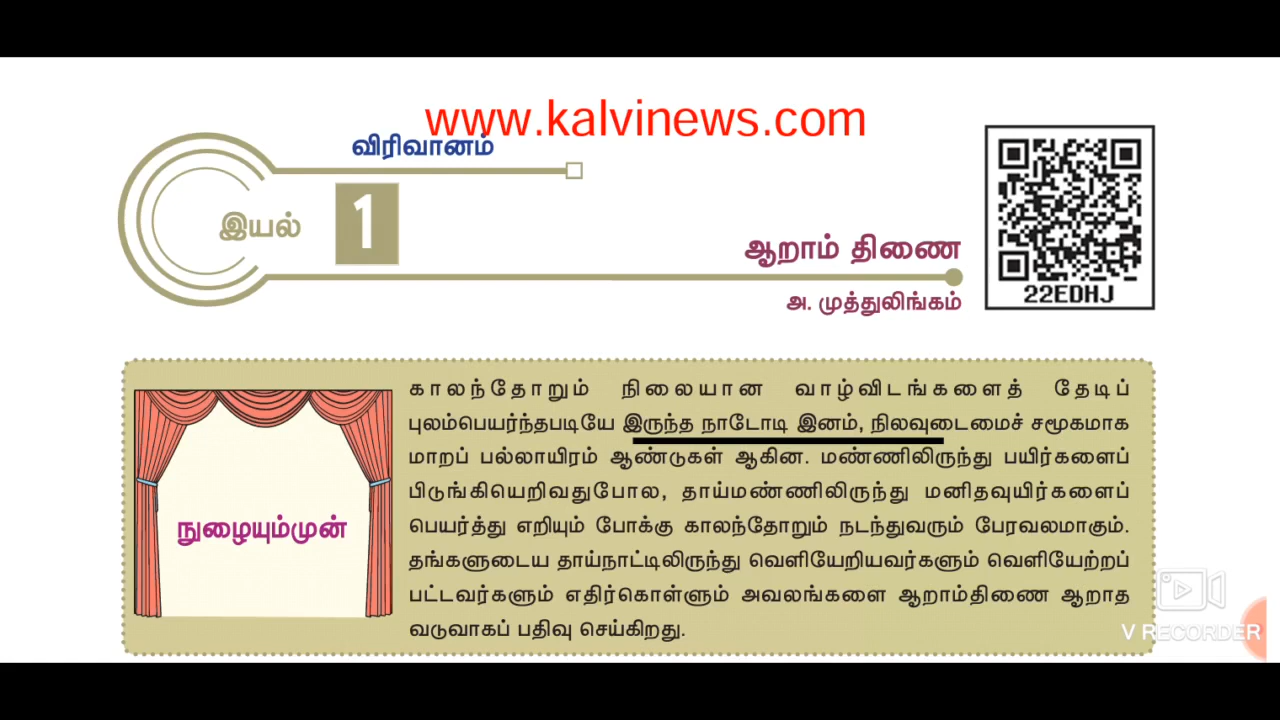 www.kalvinews.com
விரிவானம்
இயல் 1
ஆறாம் திணை
அ. முத்துலிங்கம்
22EDHJ
காலந்தோறும் நிலையான வாழ்விடங்களைத் தேடிப்
புலம்பெயர்ந்தபடியே இருந்த நாடோடி இனம், நிலவுடைமைச் சமூகமாக
மாறப் பல்லாயிரம் ஆண்டுகள் ஆகின. மண்ணிலிருந்து பயிர்களைப்
பிடுங்கியெறிவதுபோல, தாய்மண்ணிலிருந்து மனிதவுயிர்களைப்
பெயர்த்து எறியும் போக்கு காலந்தோறும் நடந்துவரும் பேரவலமாகும்.
தங்களுடைய தாய்நாட்டிலிருந்து வெளியேறியவர்களும் வெளியேற்றப்
பட்டவர்களும் எதிர்கொள்ளும் அவலங்களை ஆறாம்திணை ஆறாத
வடுவாகப் பதிவு செய்கிறது.
நுழையும்முன்
V RECORDER